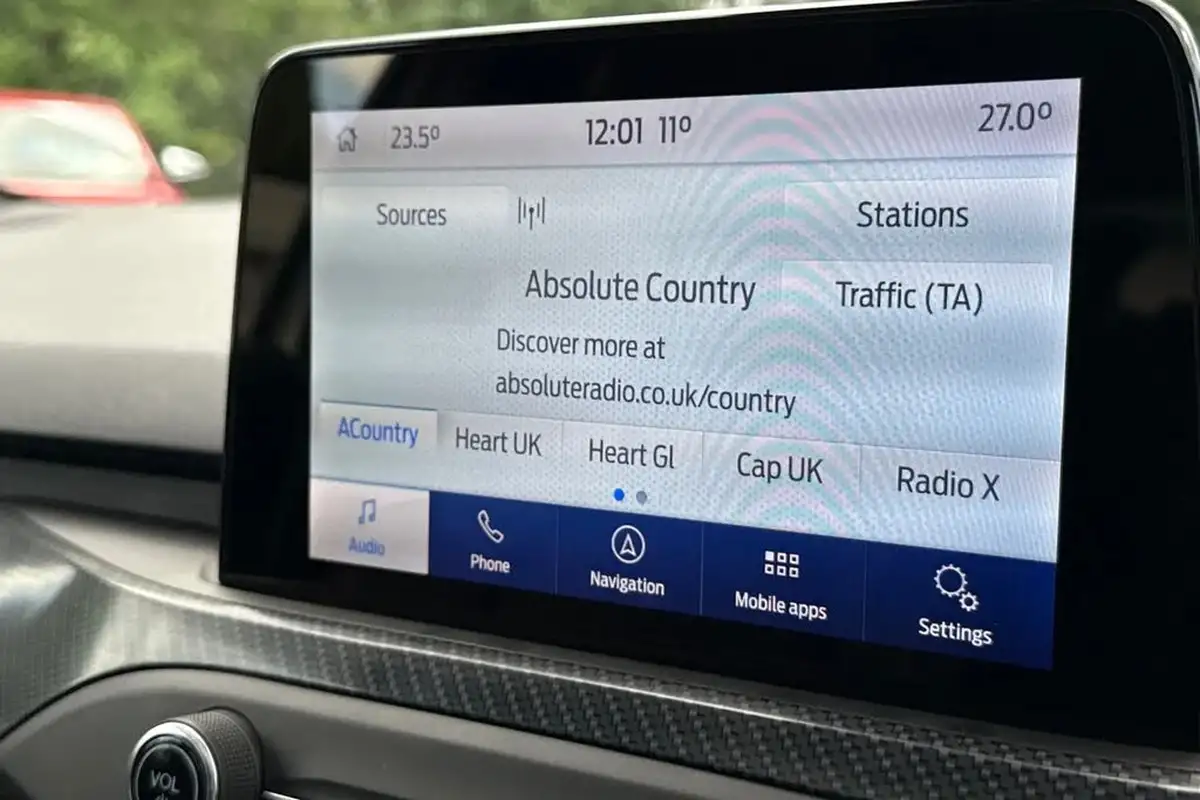 23.5° 12:01 11° 27.0°
Sources Stations
Absolute Country Traffic (TA)
Discover more at
absoluteradio.co.uk/country
ACountry Heart UK Heart Gl Cap UK Radio X
Audio Phone Navigation Mobile apps Settings
VOL